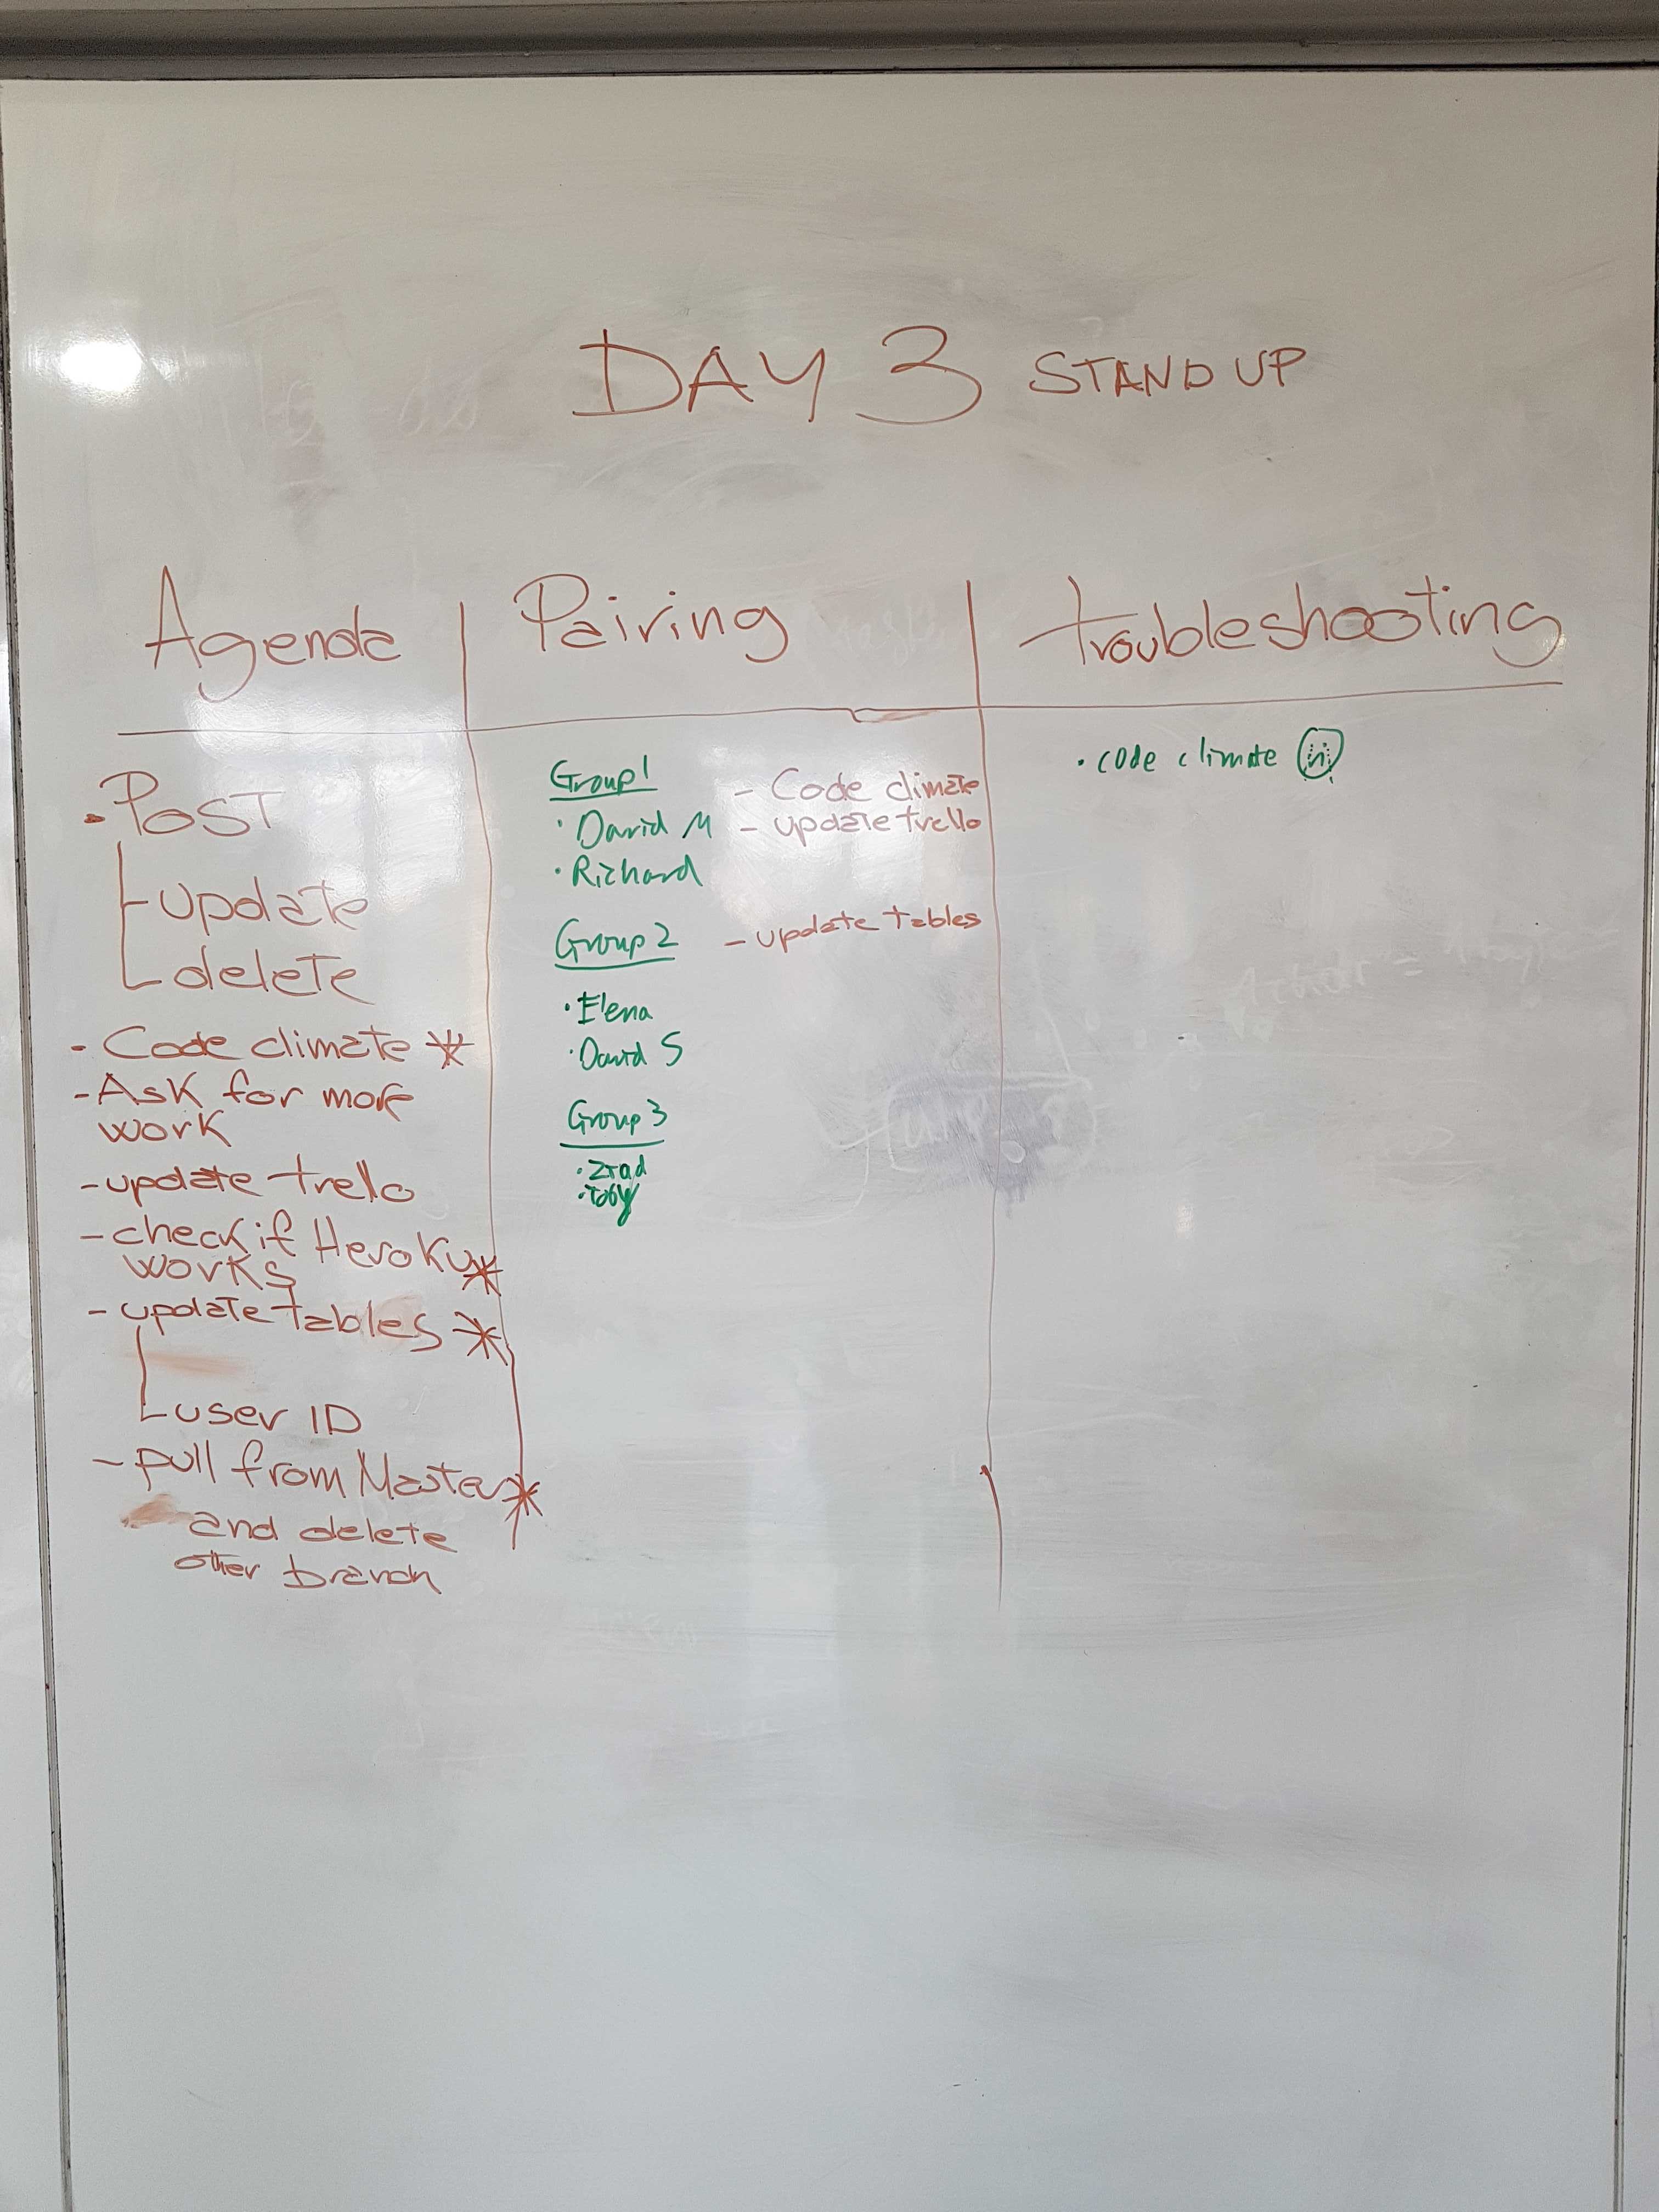 DAY 3 STAND UP
Agenda
- POST
update
delete
- Code climate *
- Ask for more
work
- update trello
- check if Heroku *
works
- update tables *
user ID
- pull from Master *
and delete
other branch
Pairing
Group 1
- Code climate
· David M
- update trello
· Richard
Group 2
- update tables
· Elena
· David S
Group 3
· Toby
troubleshooting
· code climate